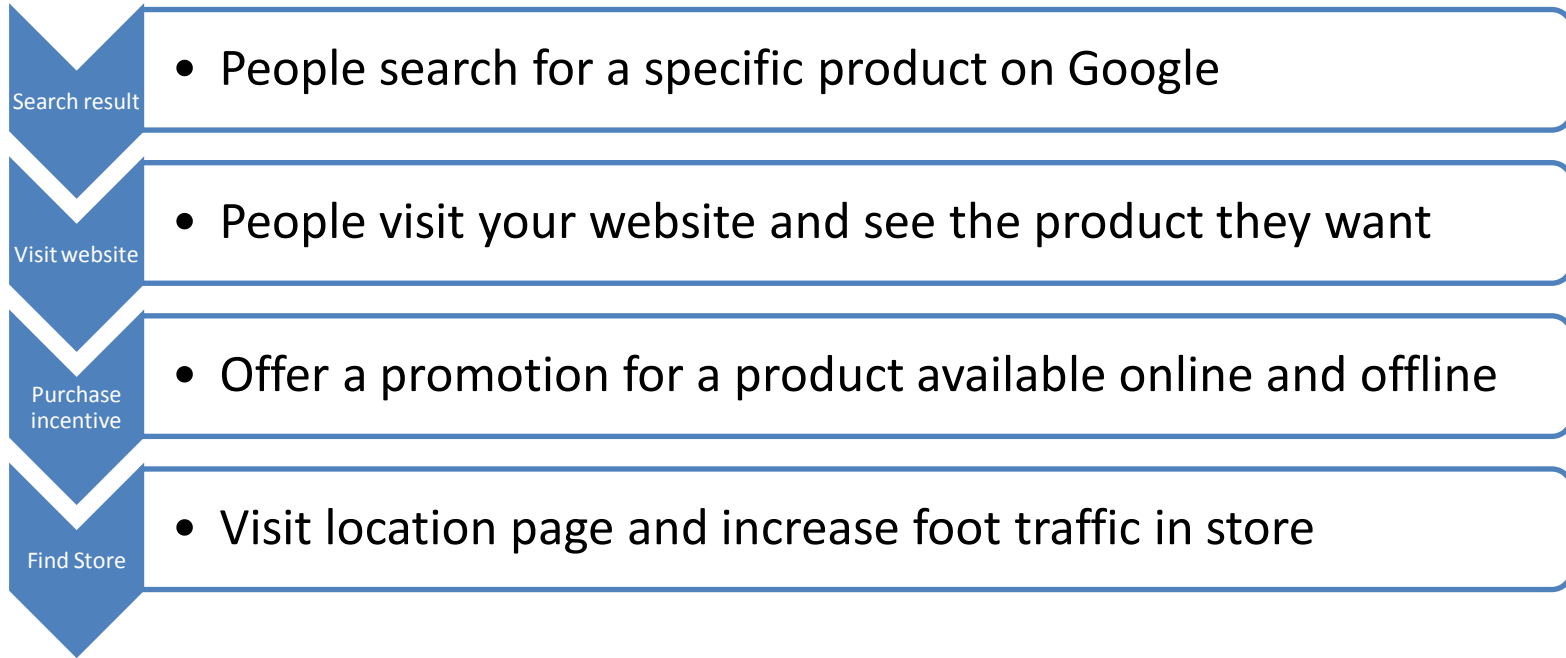 Search result
• People search for a specific product on Google
Visit website
• People visit your website and see the product they want
Purchase
incentive
• Offer a promotion for a product available online and offline
Find Store
• Visit location page and increase foot traffic in store